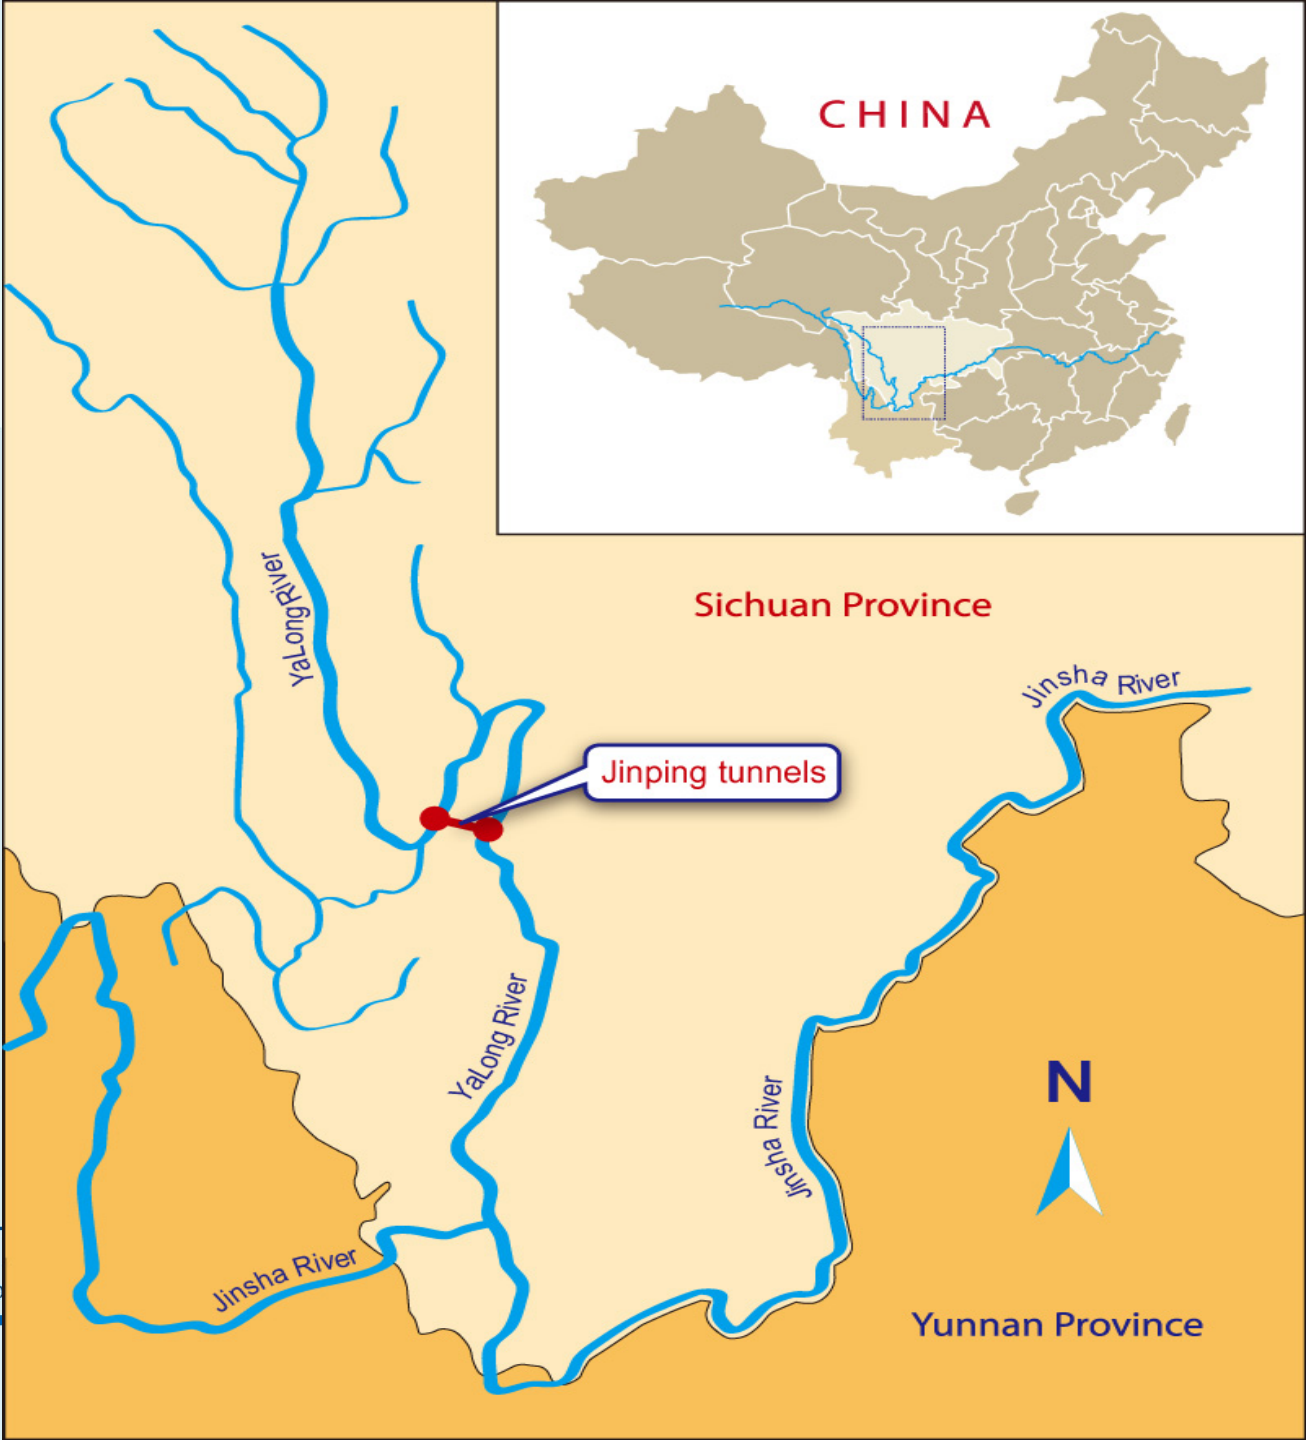 CHINA
YaLongRiver
Sichuan Province
Jinsha River
Jinping tunnels
YaLong River
N
Jinsha River
Jinsha River
Yunnan Province